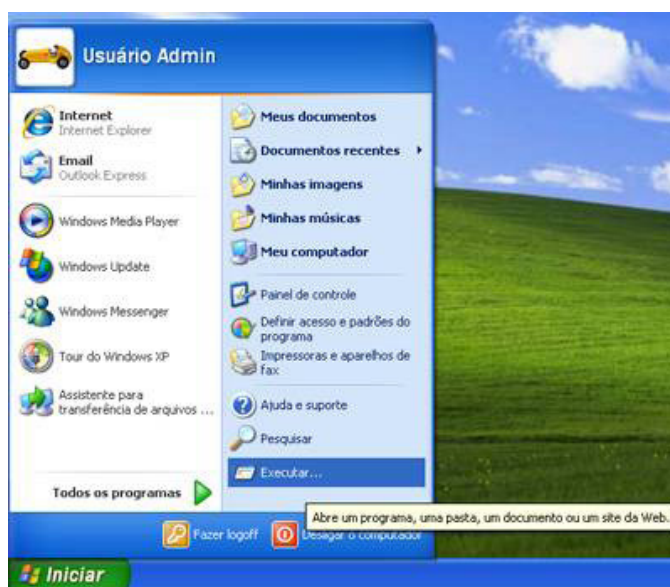 Usuário Admin
Internet
Internet Explorer
Email
Outlook Express
Windows Media Player
Windows Update
Windows Messenger
Tour do Windows XP
Assistente para
transferência de arquivos ...
Todos os programas
Meus documentos
Documentos recentes
Minhas imagens
Minhas músicas
Meu computador
Painel de controle
Definir acesso e padrões do
programa
Impressoras e aparelhos de
fax
Ajuda e suporte
Pesquisar
Executar...
Abre um programa, uma pasta, um documento ou um site da Web.
Fazer logoff
Desligar o computador
Iniciar